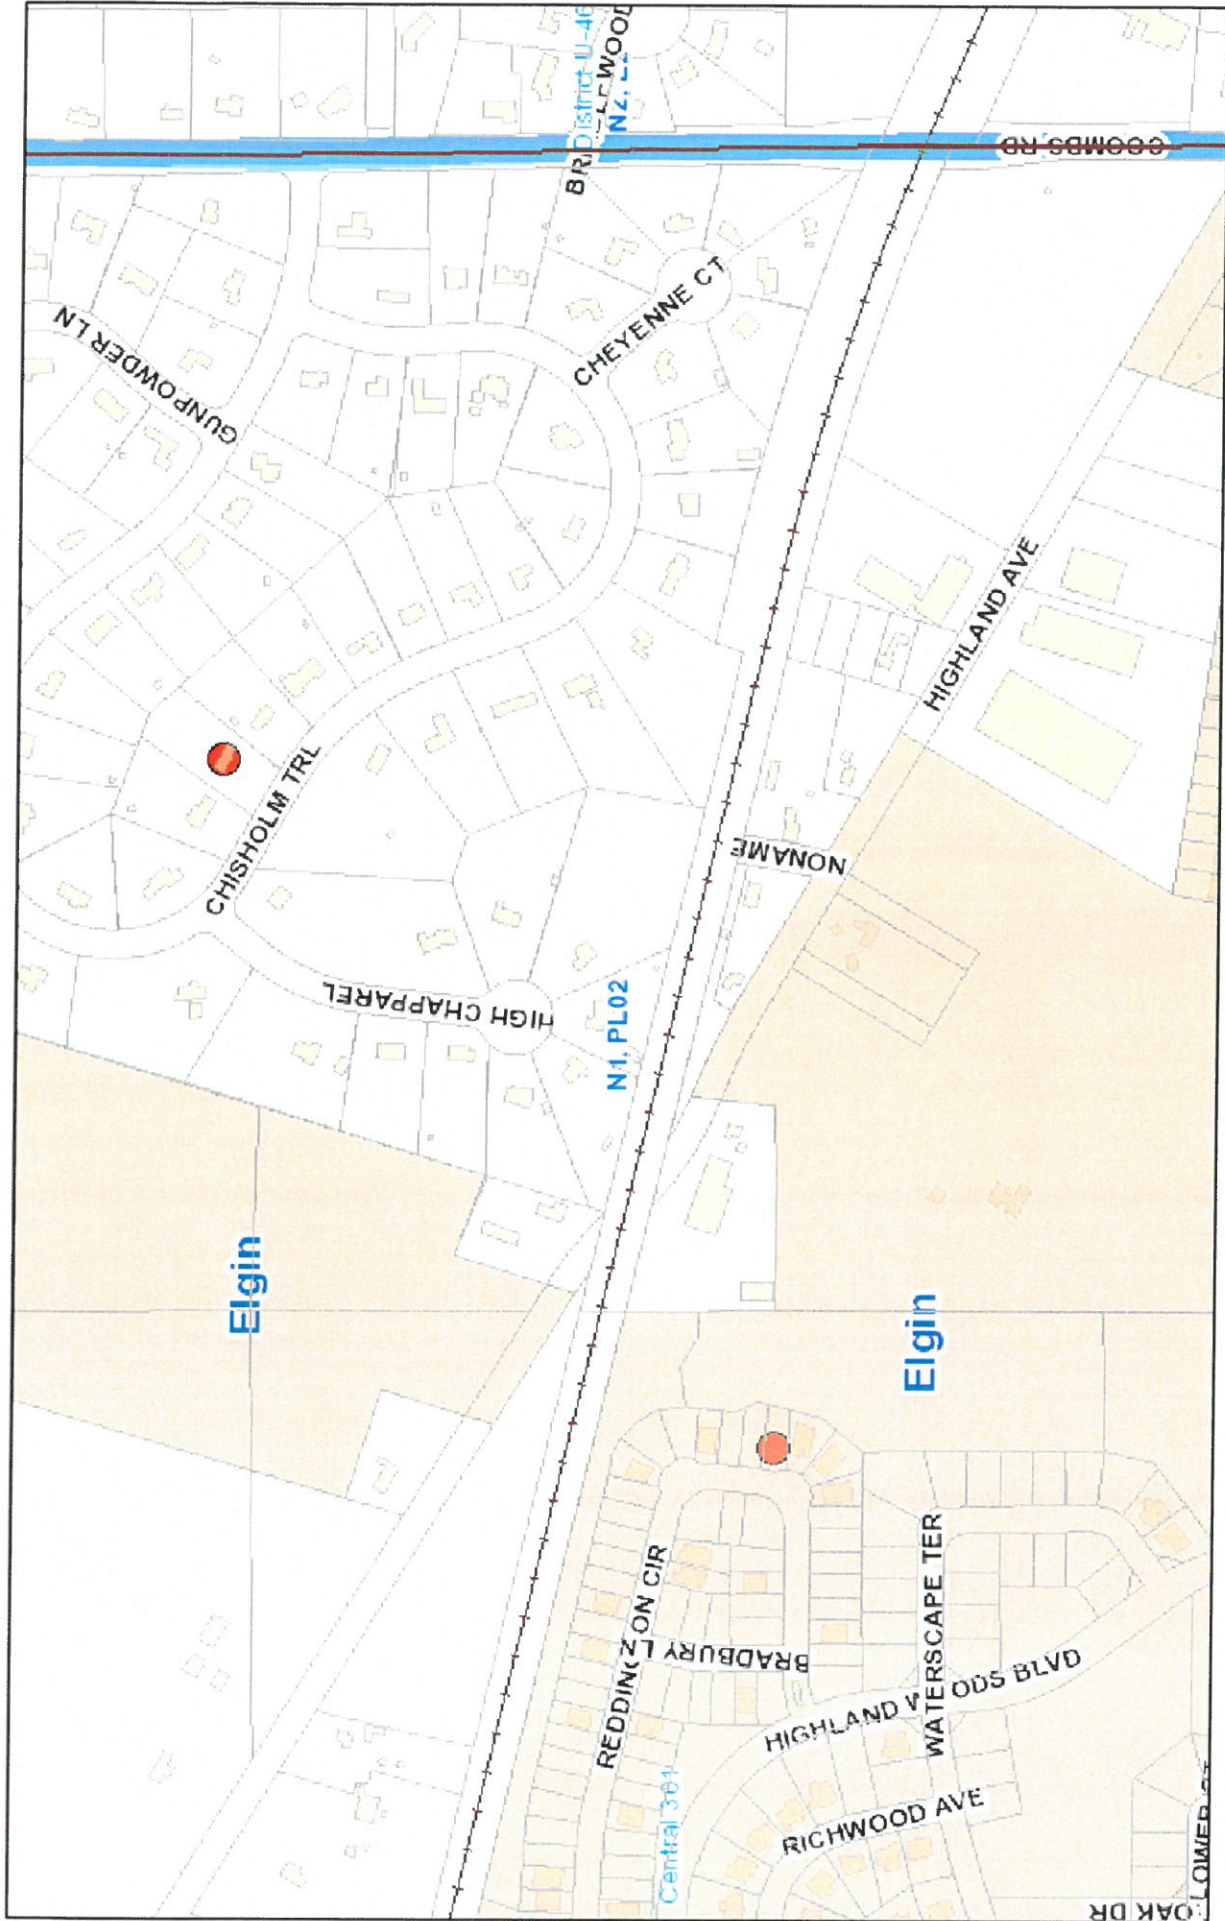 GUNPOWDER LN
District U-46
COOMBS RD
CHEYENNE CT
CHISHOLM TRL
HIGH CHAPPAREL
N1, PL02
HIGHLAND AVE
NONAME
Elgin
Elgin
BRADBURY LN
WATERSCAPE TER
HIGHLAND WOODS BLVD
RICHWOOD AVE
Central 301
OAK DR